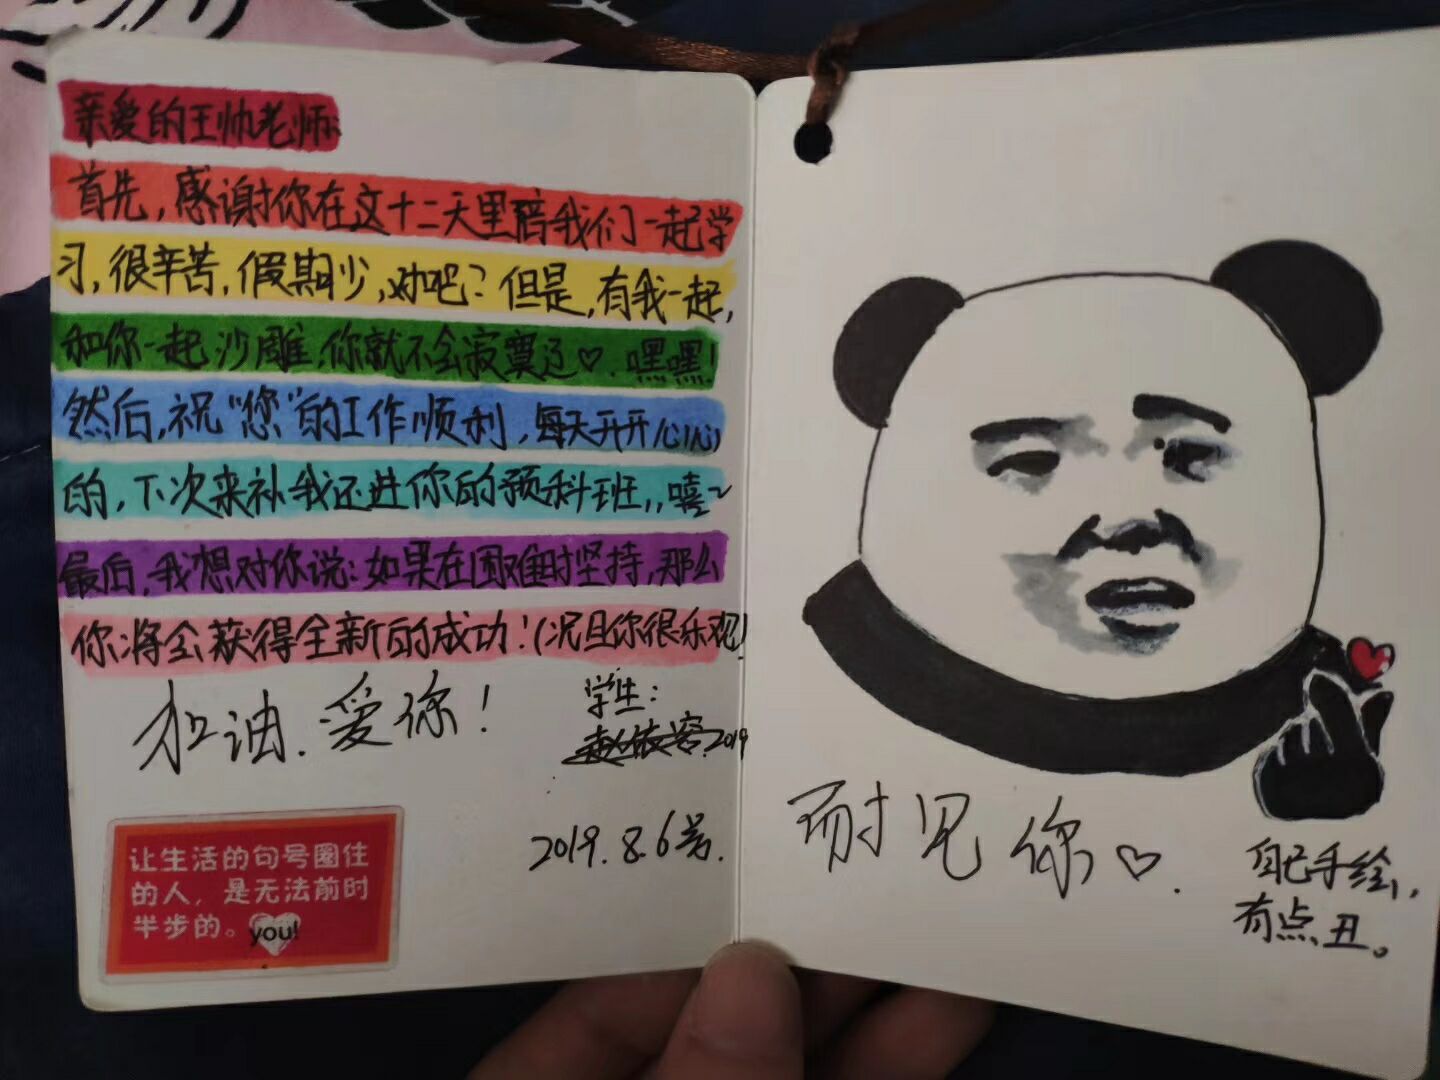 亲爱的王帅老师:
首先,感谢你在这十二天里陪我们一起学
习,很辛苦,假期少,对吧?但是,有我一起,
和你一起沙雕,你就不会寂寞这♡.嘿嘿!
然后,祝"您"的工作顺利,每天开开心心
的,下次来补我还进你的预科班,,嘻~
最后,我想对你说:如果在困难时坚持,那么
你将会获得全新的成功!(况且你很乐观!
加油.爱你!
学生:
2019
2019.8.6号.
让生活的句号圈住
的人,是无法前时
半步的。you!
耐见你♡.
自己手绘,
有点丑。